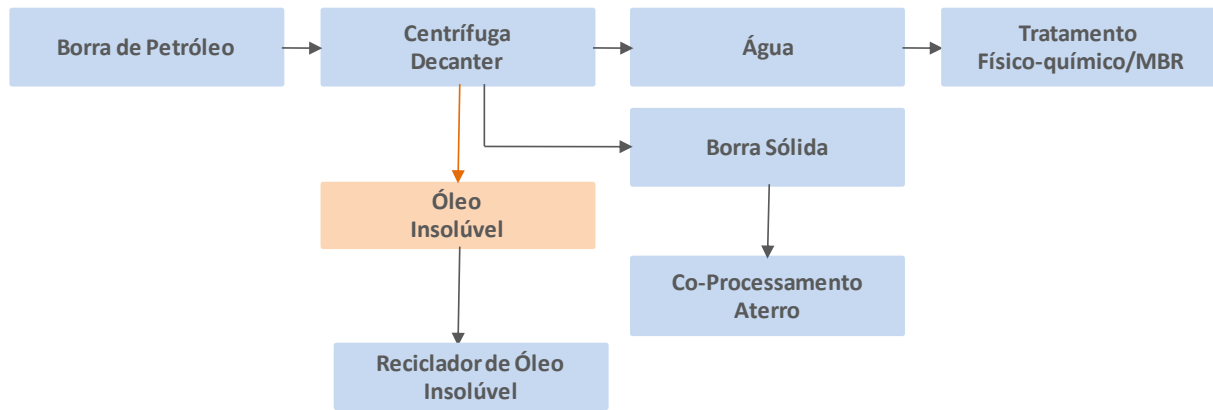 Borra de Petróleo
Centrífuga
Decanter
Água
Tratamento
Físico-químico/MBR
Borra Sólida
Óleo
Insolúvel
Co-Processamento
Aterro
Reciclador de Óleo
Insolúvel